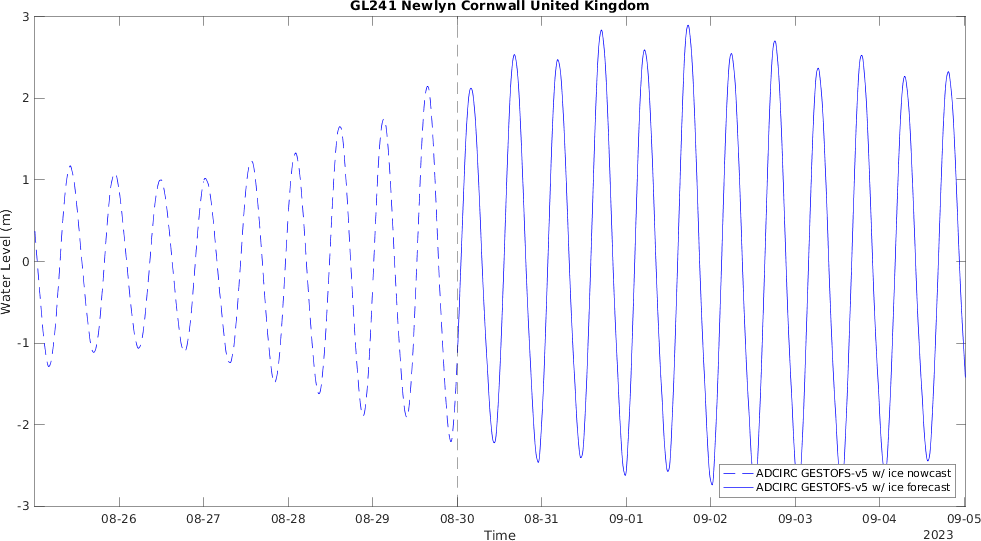 GL241 Newlyn Cornwall United Kingdom
3
2
1
0
-1
-2
-3
Water Level (m)
ADCIRC GESTOFS-v5 w/ ice nowcast
ADCIRC GESTOFS-v5 w/ ice forecast
08-26 08-27 08-28 08-29 08-30 08-31 09-01 09-02 09-03 09-04 09-05
Time
2023